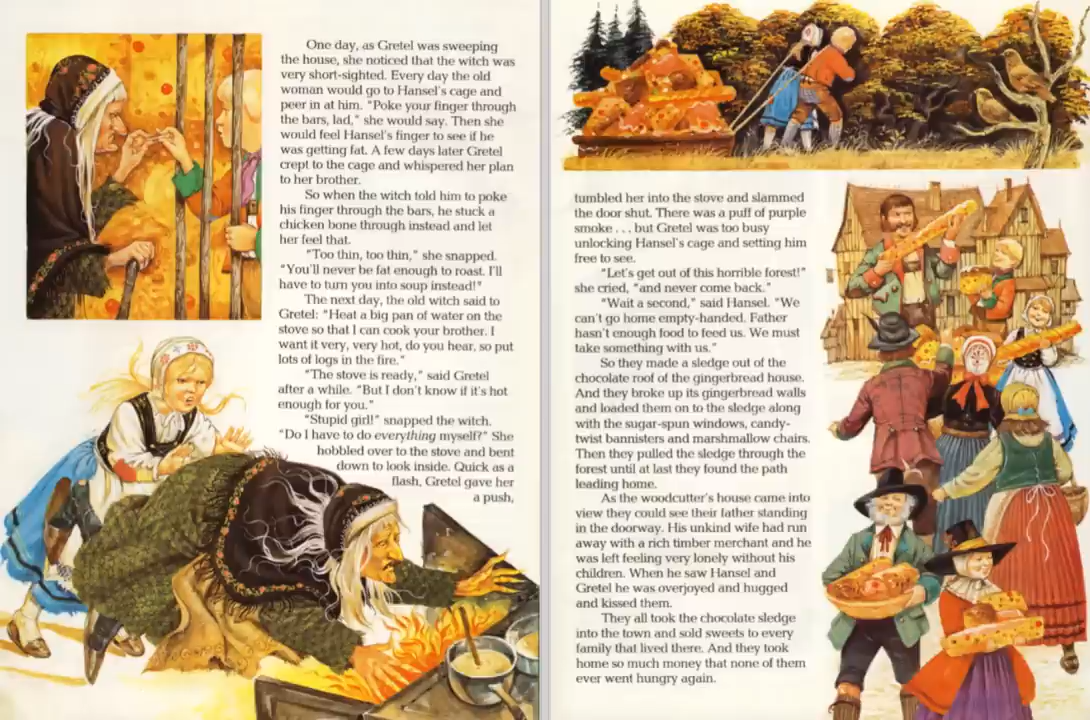 One day, as Gretel was sweeping
the house, she noticed that the witch was
very short-sighted. Every day the old
woman would go to Hansel's cage and
peer in at him. "Poke your finger through
the bars, lad," she would say. Then she
would feel Hansel's finger to see if he
was getting fat. A few days later Gretel
crept to the cage and whispered her plan
to her brother.
So when the witch told him to poke
his finger through the bars, he stuck a
chicken bone through instead and let
her feel that.
"Too thin, too thin," she snapped.
"You'll never be fat enough to roast. I'll
have to turn you into soup instead!"
The next day, the old witch said to
Gretel: "Heat a big pan of water on the
stove so that I can cook your brother. I
want it very, very hot, do you hear, so put
lots of logs in the fire."
"The stove is ready," said Gretel
after a while. "But I don't know if it's hot
enough for you."
"Stupid girl!" snapped the witch.
"Do I have to do everything myself?" She
hobbled over to the stove and bent
down to look inside. Quick as a
flash, Gretel gave her
a push,
tumbled her into the stove and slammed
the door shut. There was a puff of purple
smoke . . . but Gretel was too busy
unlocking Hansel's cage and setting him
free to see.
"Let's get out of this horrible forest!"
she cried, "and never come back."
"Wait a second," said Hansel. "We
can't go home empty-handed. Father
hasn't enough food to feed us. We must
take something with us."
So they made a sledge out of the
chocolate roof of the gingerbread house.
And they broke up its gingerbread walls
and loaded them on to the sledge along
with the sugar-spun windows, candy-
twist bannisters and marshmallow chairs.
Then they pulled the sledge through the
forest until at last they found the path
leading home.
As the woodcutter's house came into
view they could see their father standing
in the doorway. His unkind wife had run
away with a rich timber merchant and he
was left feeling very lonely without his
children. When he saw Hansel and
Gretel he was overjoyed and hugged
and kissed them.
They all took the chocolate sledge
into the town and sold sweets to every
family that lived there. And they took
home so much money that none of them
ever went hungry again.